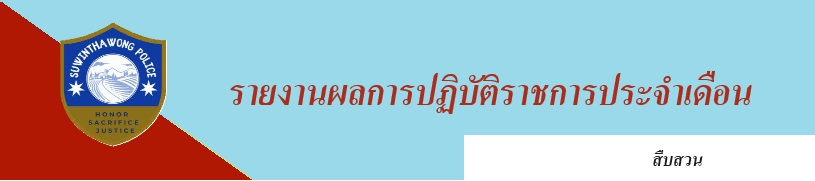 SUWINTHAWONG POLICE
HONOR
SACRIFICE
JUSTICE
รายงานผลการปฏิบัติราชการประจำเดือน
สืบสวน